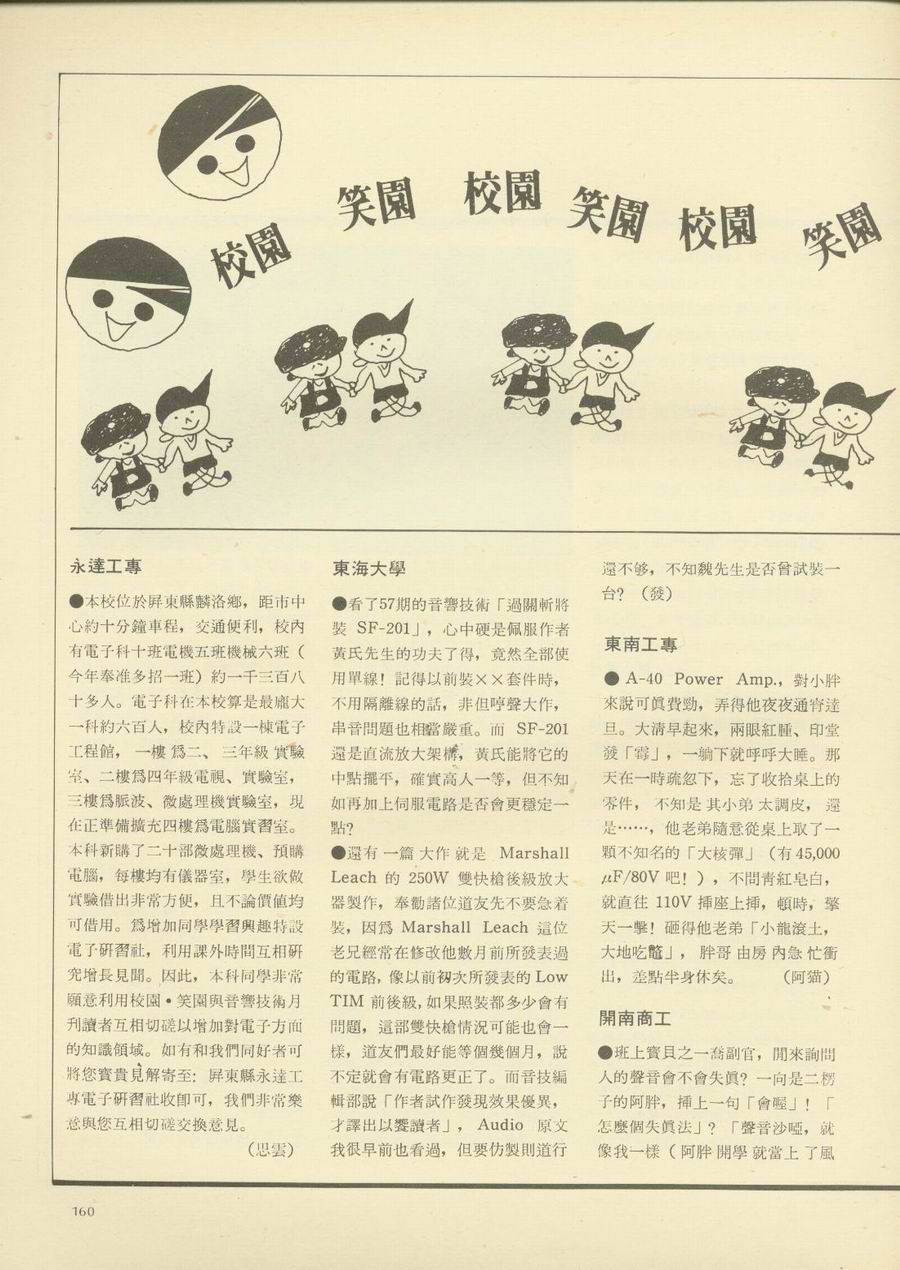 校園
笑園
校園
笑園
校園
笑園
永達工專
●本校位於屏東縣麟洛鄉，距市中
心約十分鐘車程，交通便利，校內
有電子科十班電機五班機械六班（
今年奉准多招一班）約一千三百八
十多人。電子科在本校算是最龐大
一科約六百人，校內特設一棟電子
工程館，一樓爲二、三年級實驗
室、二樓爲四年級電視、實驗室，
三樓爲脈波、微處理機實驗室，現
在正準備擴充四樓爲電腦實習室。
本科新購了二十部微處理機、預購
電腦，每樓均有儀器室，學生欲做
實驗借出非常方便，且不論價值均
可借用。爲增加同學學習興趣特設
電子研習社，利用課外時間互相研
究增長見聞。因此，本科同學非常
願意利用校園•笑園與音響技術月
刊讀者互相切磋以增加對電子方面
的知識領域。如有和我們同好者可
將您寶貴見解寄至：屏東縣永達工
專電子研習社收卽可，我們非常樂
意與您互相切磋交換意見。
（思雲）
東海大學
●看了57期的音響技術「過關斬將
裝 SF-201」，心中硬是佩服作者
黃氏先生的功夫了得，竟然全部使
用單線！記得以前裝××套件時，
不用隔離線的話，非但哼聲大作，
串音問題也相當嚴重。而 SF-201
還是直流放大架構，黃氏能將它的
中點擺平，確實高人一等，但不知
如再加上伺服電路是否會更穩定一
點？
●還有一篇大作就是 Marshall
Leach 的 250W 雙快槍後級放大
器製作，奉勸諸位道友先不要急着
裝，因爲 Marshall Leach 這位
老兄經常在修改他數月前所發表過
的電路，像以前初次所發表的 Low
TIM 前後級，如果照裝都多少會有
問題，這部雙快槍情況可能也會一
樣，道友們最好能等個幾個月，說
不定就會有電路更正了。而音技編
輯部說「作者試作發現效果優異，
才譯出以饗讀者」，Audio 原文
我很早前也看過，但要仿製則道行
還不够，不知魏先生是否曾試裝一
台？（發）
東南工專
● A-40 Power Amp.，對小胖
來說可眞費勁，弄得他夜夜通宵達
旦。大清早起來，兩眼紅腫、印堂
發「霉」，一躺下就呼呼大睡。那
天在一時疏忽下，忘了收拾桌上的
零件，不知是其小弟太調皮，還
是……，他老弟隨意從桌上取了一
顆不知名的「大核彈」（有45,000
μF/80V 吧！），不問靑紅皂白，
就直往 110V 揷座上揷，頓時，擎
天一擊！砸得他老弟「小龍滾土，
大地吃鱉」，胖哥由房內急忙衝
出，差點半身休矣。（阿猫）
開南商工
●班上寶貝之一喬副官，閒來詢問
人的聲音會不會失眞？一向是二楞
子的阿胖，揷上一句「會喔」！「
怎麼個失眞法」？「聲音沙啞，就
像我一樣（阿胖開學就當上了風
160